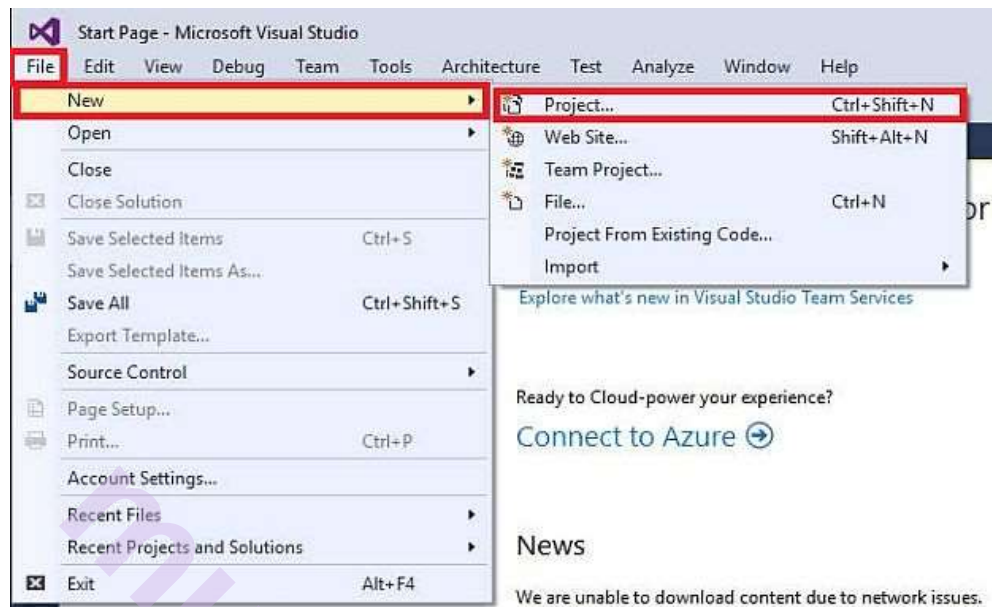 Start Page - Microsoft Visual Studio
File Edit View Debug Team Tools Architecture Test Analyze Window Help
New
Open
Close
Close Solution
Save Selected Items Ctrl+S
Save Selected Items As...
Save All Ctrl+Shift+S
Export Template...
Source Control
Page Setup...
Print... Ctrl+P
Account Settings...
Recent Files
Recent Projects and Solutions
Exit Alt+F4
Project... Ctrl+Shift+N
Web Site... Shift+Alt+N
Team Project...
File... Ctrl+N
Project From Existing Code...
Import
Explore what's new in Visual Studio Team Services
Ready to Cloud-power your experience?
Connect to Azure
News
We are unable to download content due to network issues.